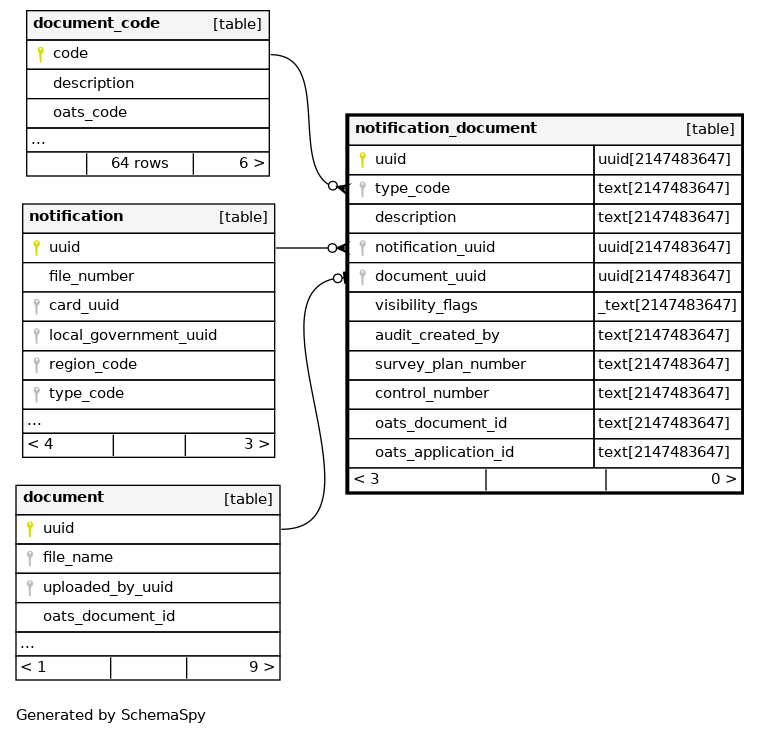 document_code [table]
code
description
oats_code
...
64 rows 6 >
notification [table]
uuid
file_number
card_uuid
local_government_uuid
region_code
type_code
...
< 4 3 >
document [table]
uuid
file_name
uploaded_by_uuid
oats_document_id
...
< 1 9 >
notification_document [table]
uuid uuid[2147483647]
type_code text[2147483647]
description text[2147483647]
notification_uuid uuid[2147483647]
document_uuid uuid[2147483647]
visibility_flags _text[2147483647]
audit_created_by text[2147483647]
survey_plan_number text[2147483647]
control_number text[2147483647]
oats_document_id text[2147483647]
oats_application_id text[2147483647]
< 3 0 >
Generated by SchemaSpy